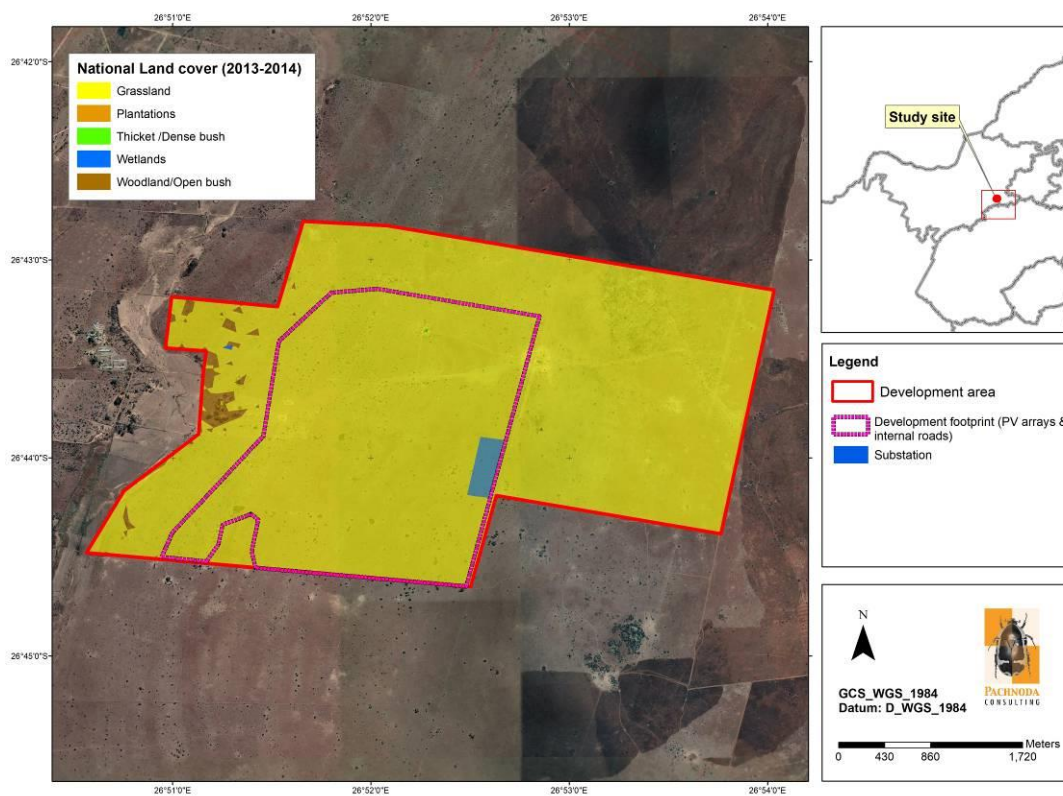 26°51'0"E 26°52'0"E 26°53'0"E 26°54'0"E
26°42'0"S
National Land cover (2013-2014)
Grassland
Plantations
Thicket /Dense bush
Wetlands
Woodland/Open bush
26°43'0"S
26°44'0"S
26°45'0"S
26°51'0"E 26°52'0"E 26°53'0"E 26°54'0"E
Study site
Legend
Development area
Development footprint (PV arrays &
internal roads)
Substation
N
PACHNODA
CONSULTING
GCS_WGS_1984
Datum: D_WGS_1984
Meters
0 430 860 1,720